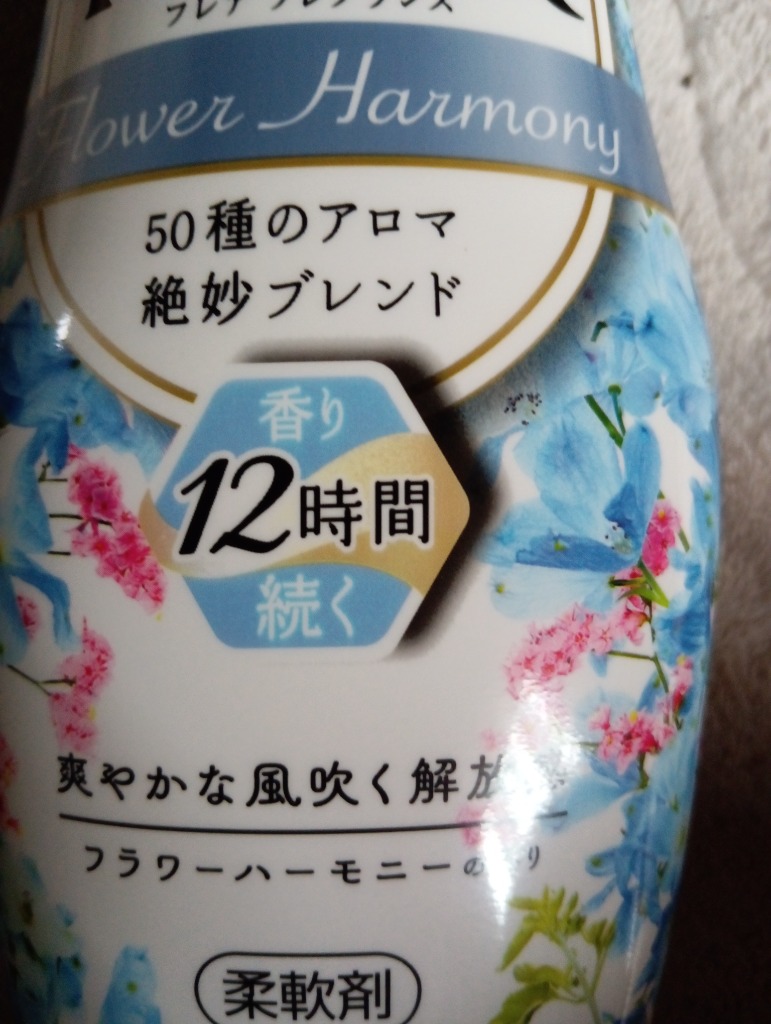 フレア フレグランス
Flower Harmony
50種のアロマ
絶妙ブレンド
香り
12時間
続く
爽やかな風吹く解放
フラワーハーモニーの香り
柔軟剤